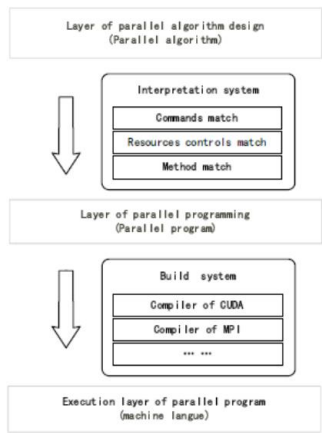 Layer of parallel algorithm design
(Parallel algorithm)
Interpretation system
Commands match
Resources controls match
Method match
Layer of parallel programming
(Parallel program)
Build system
Compiler of CUDA
Compiler of MPI
… …
Execution layer of parallel program
(machine langue)